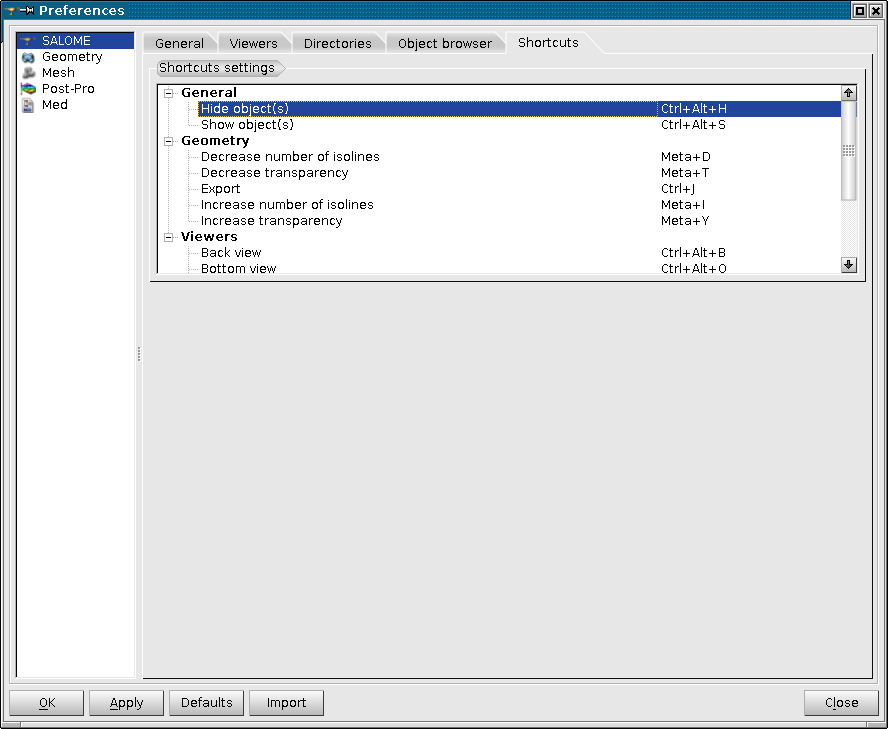 Preferences
SALOME
Geometry
Mesh
Post-Pro
Med
General Viewers Directories Object browser Shortcuts
Shortcuts settings
General
Hide object(s) Ctrl+Alt+H
Show object(s) Ctrl+Alt+S
Geometry
Decrease number of isolines Meta+D
Decrease transparency Meta+T
Export Ctrl+J
Increase number of isolines Meta+I
Increase transparency Meta+Y
Viewers
Back view Ctrl+Alt+B
Bottom view Ctrl+Alt+O
OK Apply Defaults Import Close